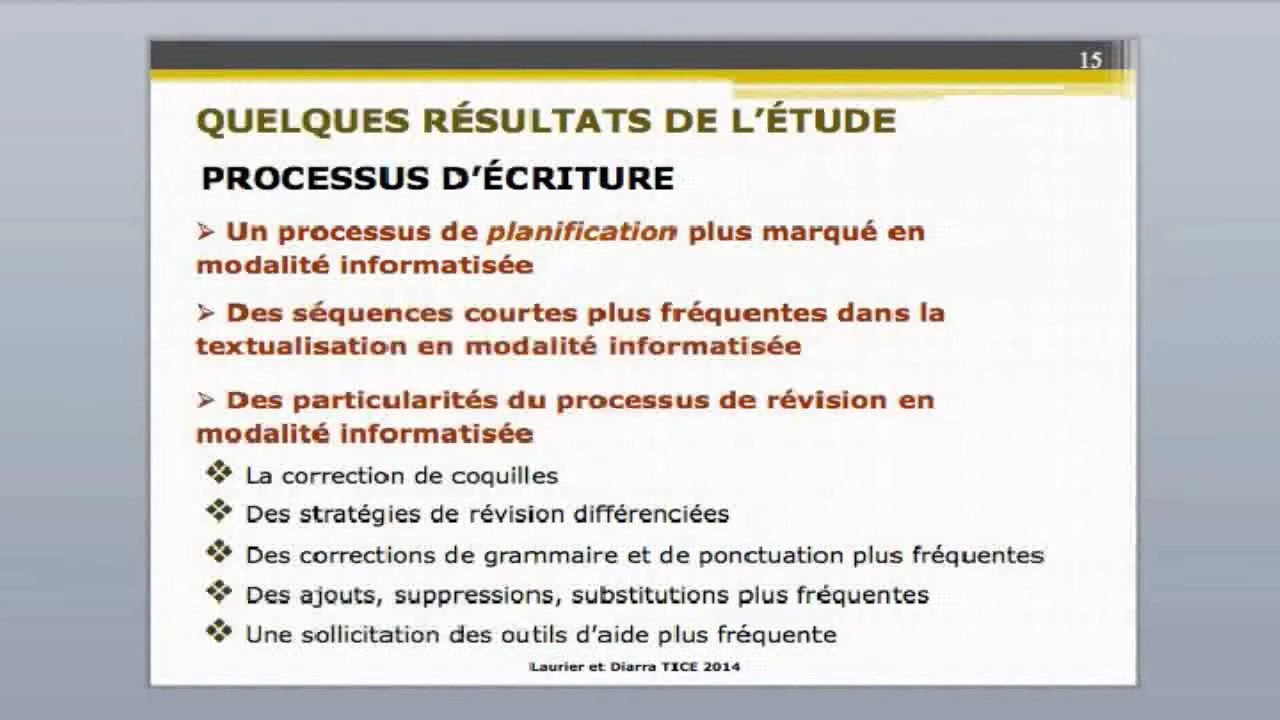 15
QUELQUES RÉSULTATS DE L'ÉTUDE
PROCESSUS D'ÉCRITURE
➢ Un processus de planification plus marqué en
modalité informatisée
➢ Des séquences courtes plus fréquentes dans la
textualisation en modalité informatisée
➢ Des particularités du processus de révision en
modalité informatisée
❖ La correction de coquilles
❖ Des stratégies de révision différenciées
❖ Des corrections de grammaire et de ponctuation plus fréquentes
❖ Des ajouts, suppressions, substitutions plus fréquentes
❖ Une sollicitation des outils d'aide plus fréquente
Laurier et Diarra TICE 2014